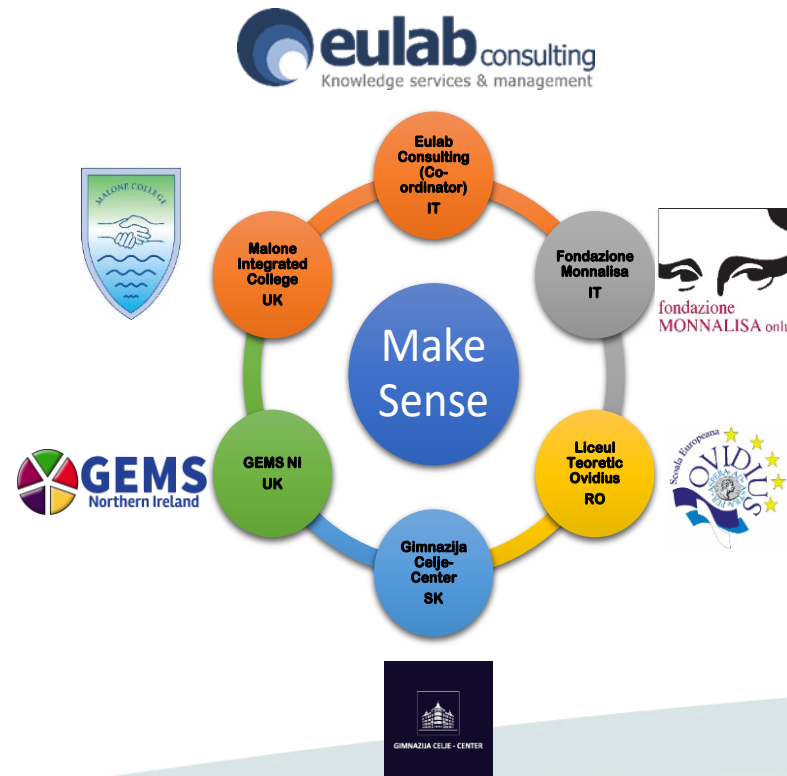 eulab consulting
Knowledge services & management
Eulab
Consulting
(Co-
ordinator)
IT
MALONE COLLEGE
Malone
Integrated
College
UK
Fondazione
Monnalisa
IT
fondazione
MONNALISA onlu
Make
Sense
GEMS
Northern Ireland
GEMS NI
UK
Liceul
Teoretic
Ovidius
RO
Scoala Europeana
OVIDIUS
Gimnazija
Celje-
Center
SK
GIMNAZIJA CELJE - CENTER